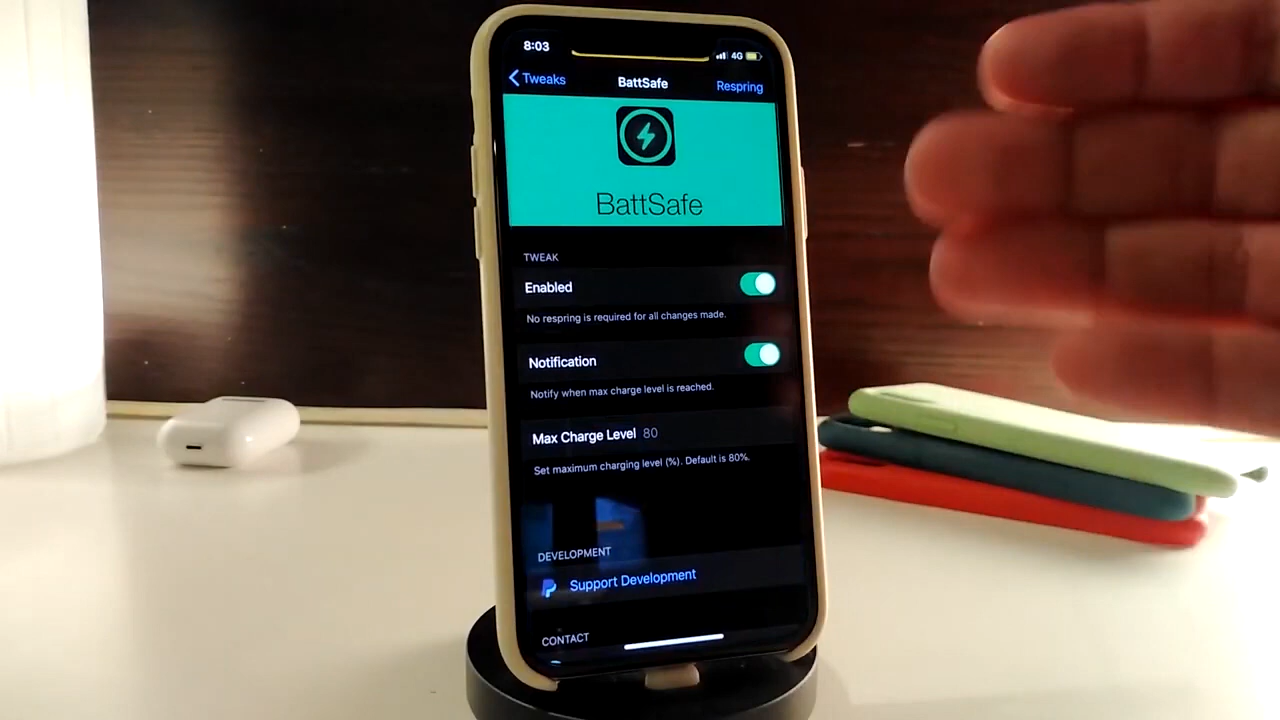 8:03
4G
Tweaks
BattSafe
Respring
BattSafe
TWEAK
Enabled
No respring is required for all changes made.
Notification
Notify when max charge level is reached.
Max Charge Level 80
Set maximum charging level (%). Default is 80%.
DEVELOPMENT
Support Development
CONTACT